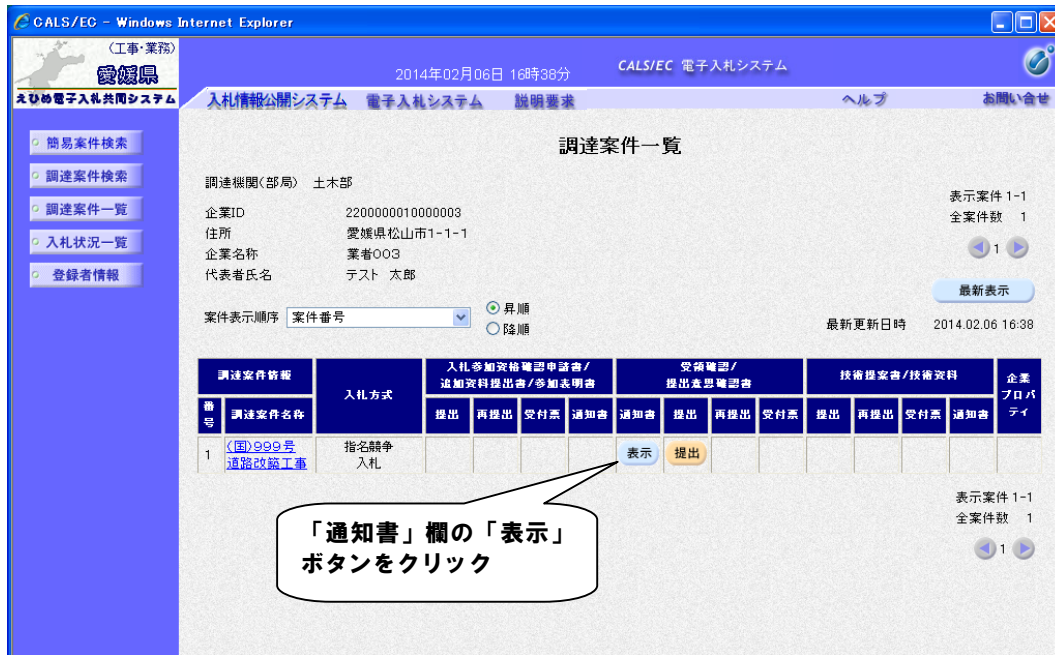 CALS/EC - Windows Internet Explorer
（工事･業務）
愛媛県
えひめ電子入札共同システム
2014年02月06日 16時38分
CALS/EC 電子入札システム
入札情報公開システム 電子入札システム 説明要求 ヘルプ お問い合せ
簡易案件検索
調達案件検索
調達案件一覧
入札状況一覧
登録者情報
調達案件一覧
調達機関(部局) 土木部
企業ID 2200000010000003
住所 愛媛県松山市1-1-1
企業名称 業者003
代表者氏名 テスト 太郎
表示案件 1-1
全案件数 1
1
最新表示
案件表示順序 案件番号
昇順
降順
最新更新日時 2014.02.06 16:38
調達案件情報
入札方式
入札参加資格確認申請書/
追加資料提出書/参加表明書
受領確認/
提出意思確認書
技術提案書/技術資料
企業
プロパ
ティ
番号 調達案件名称 提出 再提出 受付票 通知書 通知書 提出 再提出 受付票 提出 再提出 受付票 通知書
1 (国)999号 道路改築工事 指名競争 入札 表示 提出
表示案件 1-1
全案件数 1
1
「通知書」欄の「表示」
ボタンをクリック